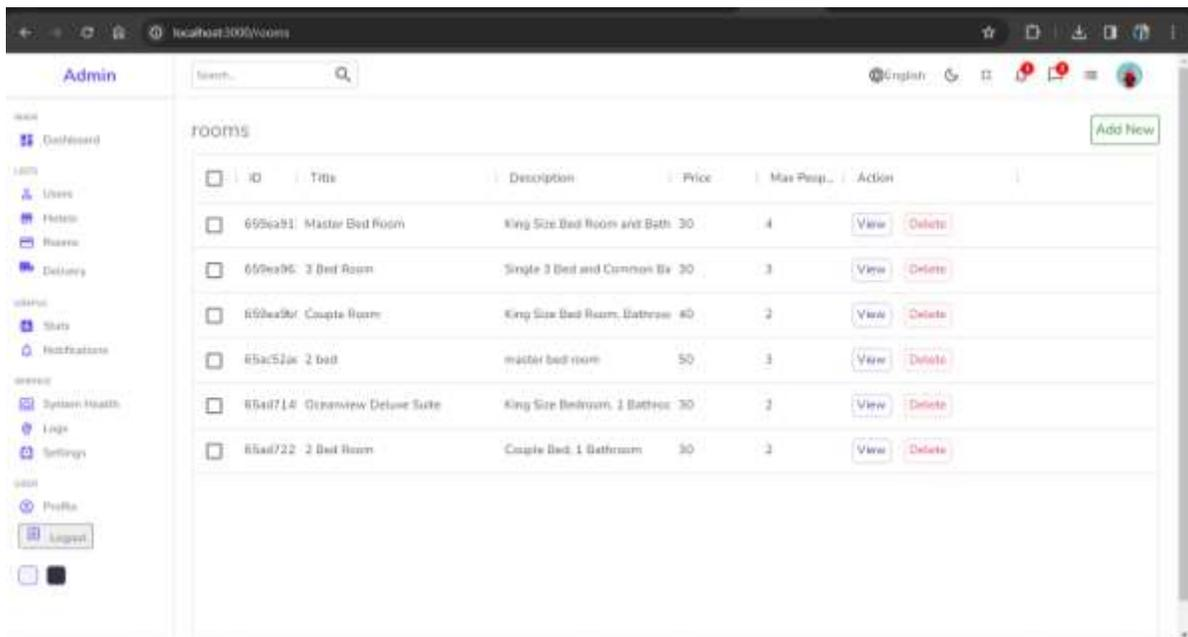 localhost:3000/rooms
Admin
Search...
English
MAIN
Dashboard
LISTS
Users
Hotels
Rooms
Delivery
USEFUL
Stats
Notifications
SERVICE
System Health
Logs
Settings
USER
Profile
Logout
rooms
Add New
ID Title Description Price Max Peop... Action
659ea91 Master Bed Room King Size Bed Room and Bath 30 4 View Delete
659ea96 3 Bed Room Single 3 Bed and Common Ba 30 3 View Delete
Couple Room King Size Bed Room, Bathroo 40 2 View Delete
2 bed master bed room 50 3 View Delete
65ad714 Oceanview Deluxe Suite King Size Bedroom, 1 Bathroo 30 2 View Delete
65ad722 2 Bed Room Couple Bed, 1 Bathroom 30 View Delete